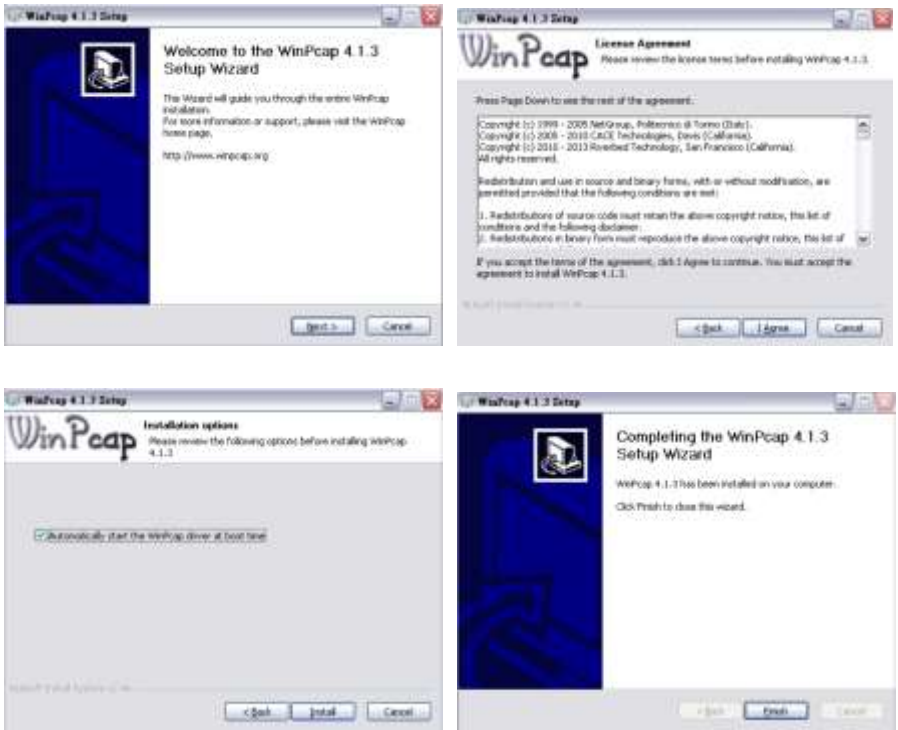 WinPcap 4.1.3 Setup
Welcome to the WinPcap 4.1.3
Setup Wizard
This Wizard will guide you through the entire WinPcap
installation.
For more information or support, please visit the WinPcap
home page.
http://www.winpcap.org
Next >
Cancel
WinPcap 4.1.3 Setup
WinPcap
License Agreement
Please review the license terms before installing WinPcap 4.1.3.
Press Page Down to see the rest of the agreement.
Copyright (c) 1999 - 2005 NetGroup, Politecnico di Torino (Italy).
Copyright (c) 2005 - 2010 CACE Technologies, Davis (California).
Copyright (c) 2010 - 2013 Riverbed Technology, San Francisco (California).
All rights reserved.
Redistribution and use in source and binary forms, with or without modification, are
permitted provided that the following conditions are met:
1. Redistributions of source code must retain the above copyright notice, this list of
conditions and the following disclaimer.
2. Redistributions in binary form must reproduce the above copyright notice, this list of
If you accept the terms of the agreement, click I Agree to continue. You must accept the
agreement to install WinPcap 4.1.3.
< Back
I Agree
Cancel
WinPcap 4.1.3 Setup
WinPcap
Installation options
Please review the following options before installing WinPcap
4.1.3
Automatically start the WinPcap driver at boot time
< Back
Install
Cancel
WinPcap 4.1.3 Setup
Completing the WinPcap 4.1.3
Setup Wizard
WinPcap 4.1.3 has been installed on your computer.
Click Finish to close this wizard.
< Back
Finish
Cancel